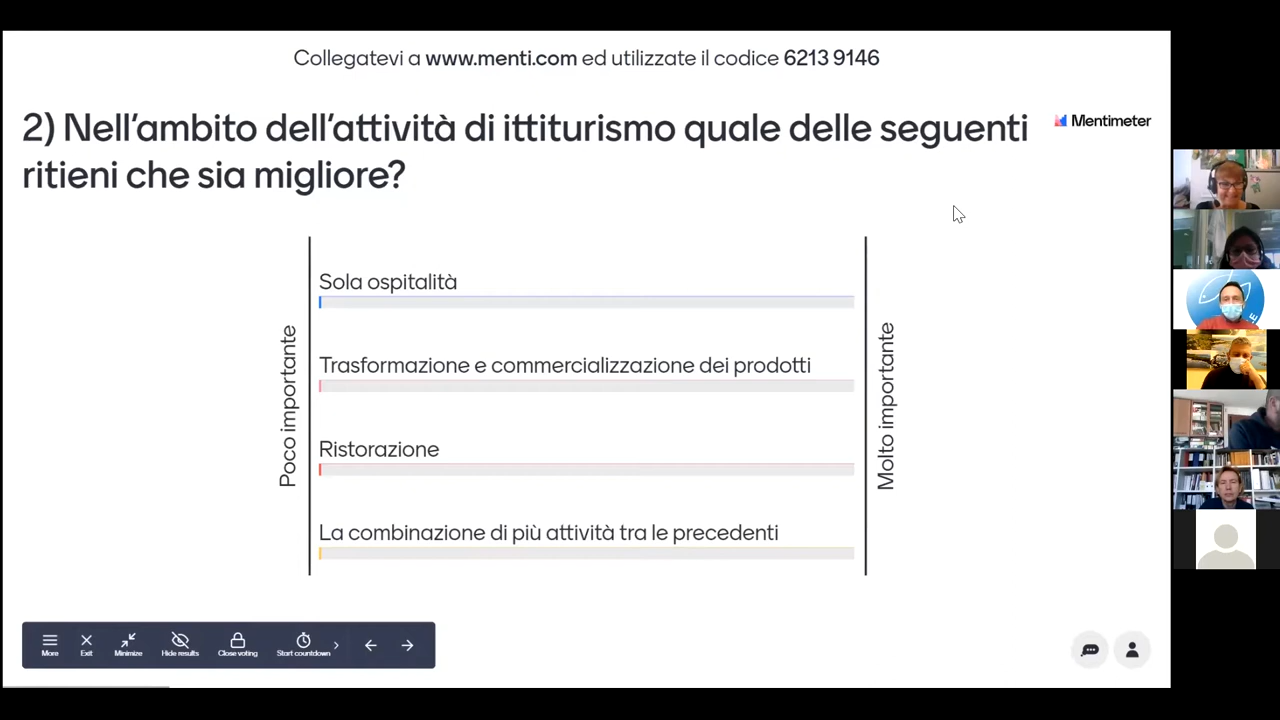 Collegatevi a www.menti.com ed utilizzate il codice 6213 9146
2) Nell'ambito dell'attività di ittiturismo quale delle seguenti
ritieni che sia migliore?
Mentimeter
Poco importante
Sola ospitalità
Trasformazione e commercializzazione dei prodotti
Ristorazione
La combinazione di più attività tra le precedenti
Molto importante
More
Exit
Minimize
Hide results
Close voting
Start countdown